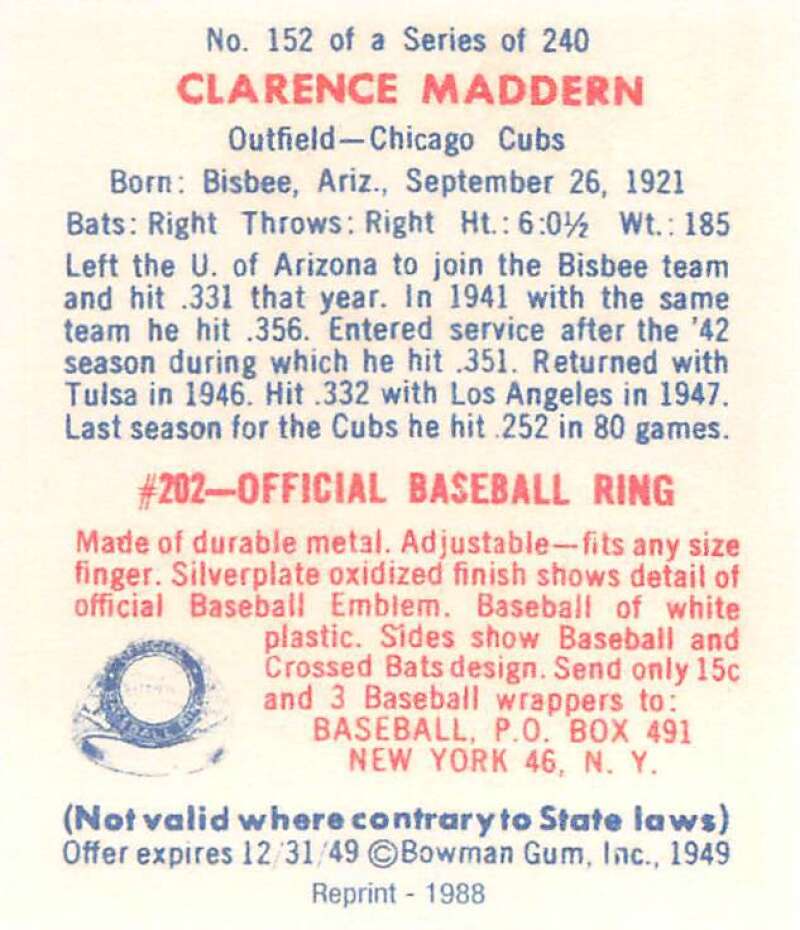 No. 152 of a Series of 240
CLARENCE MADDERN
Outfield—Chicago Cubs
Born: Bisbee, Ariz., September 26, 1921
Bats: Right Throws: Right Ht.: 6:0½ Wt.: 185
Left the U. of Arizona to join the Bisbee team
and hit .331 that year. In 1941 with the same
team he hit .356. Entered service after the '42
season during which he hit .351. Returned with
Tulsa in 1946. Hit .332 with Los Angeles in 1947.
Last season for the Cubs he hit .252 in 80 games.
#202—OFFICIAL BASEBALL RING
Made of durable metal. Adjustable—fits any size
finger. Silverplate oxidized finish shows detail of
official Baseball Emblem. Baseball of white
plastic. Sides show Baseball and
Crossed Bats design. Send only 15c
and 3 Baseball wrappers to:
BASEBALL, P.O. BOX 491
NEW YORK 46, N. Y.
(Not valid where contrary to State laws)
Offer expires 12/31/49 ©Bowman Gum, Inc., 1949
Reprint - 1988